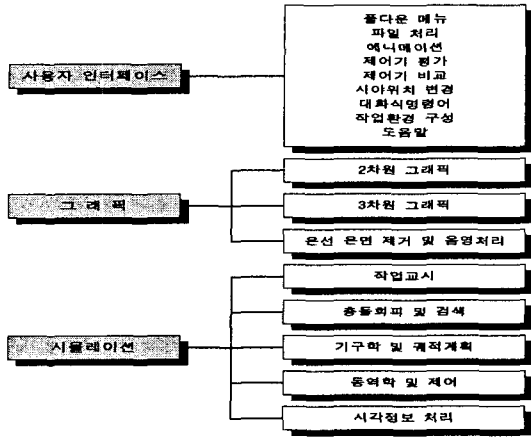 사용자 인터페이스
풀다운 메뉴
파일 처리
에니메이션
제어기 평가
제어기 비교
시야위치 변경
대화식명령어
작업환경 구성
도움말
그 래 픽
2차원 그래픽
3차원 그래픽
은선 은면 제거 및 음영처리
시뮬레이션
작업교시
충돌회피 및 검색
기구학 및 궤적계획
동역학 및 제어
시각정보 처리